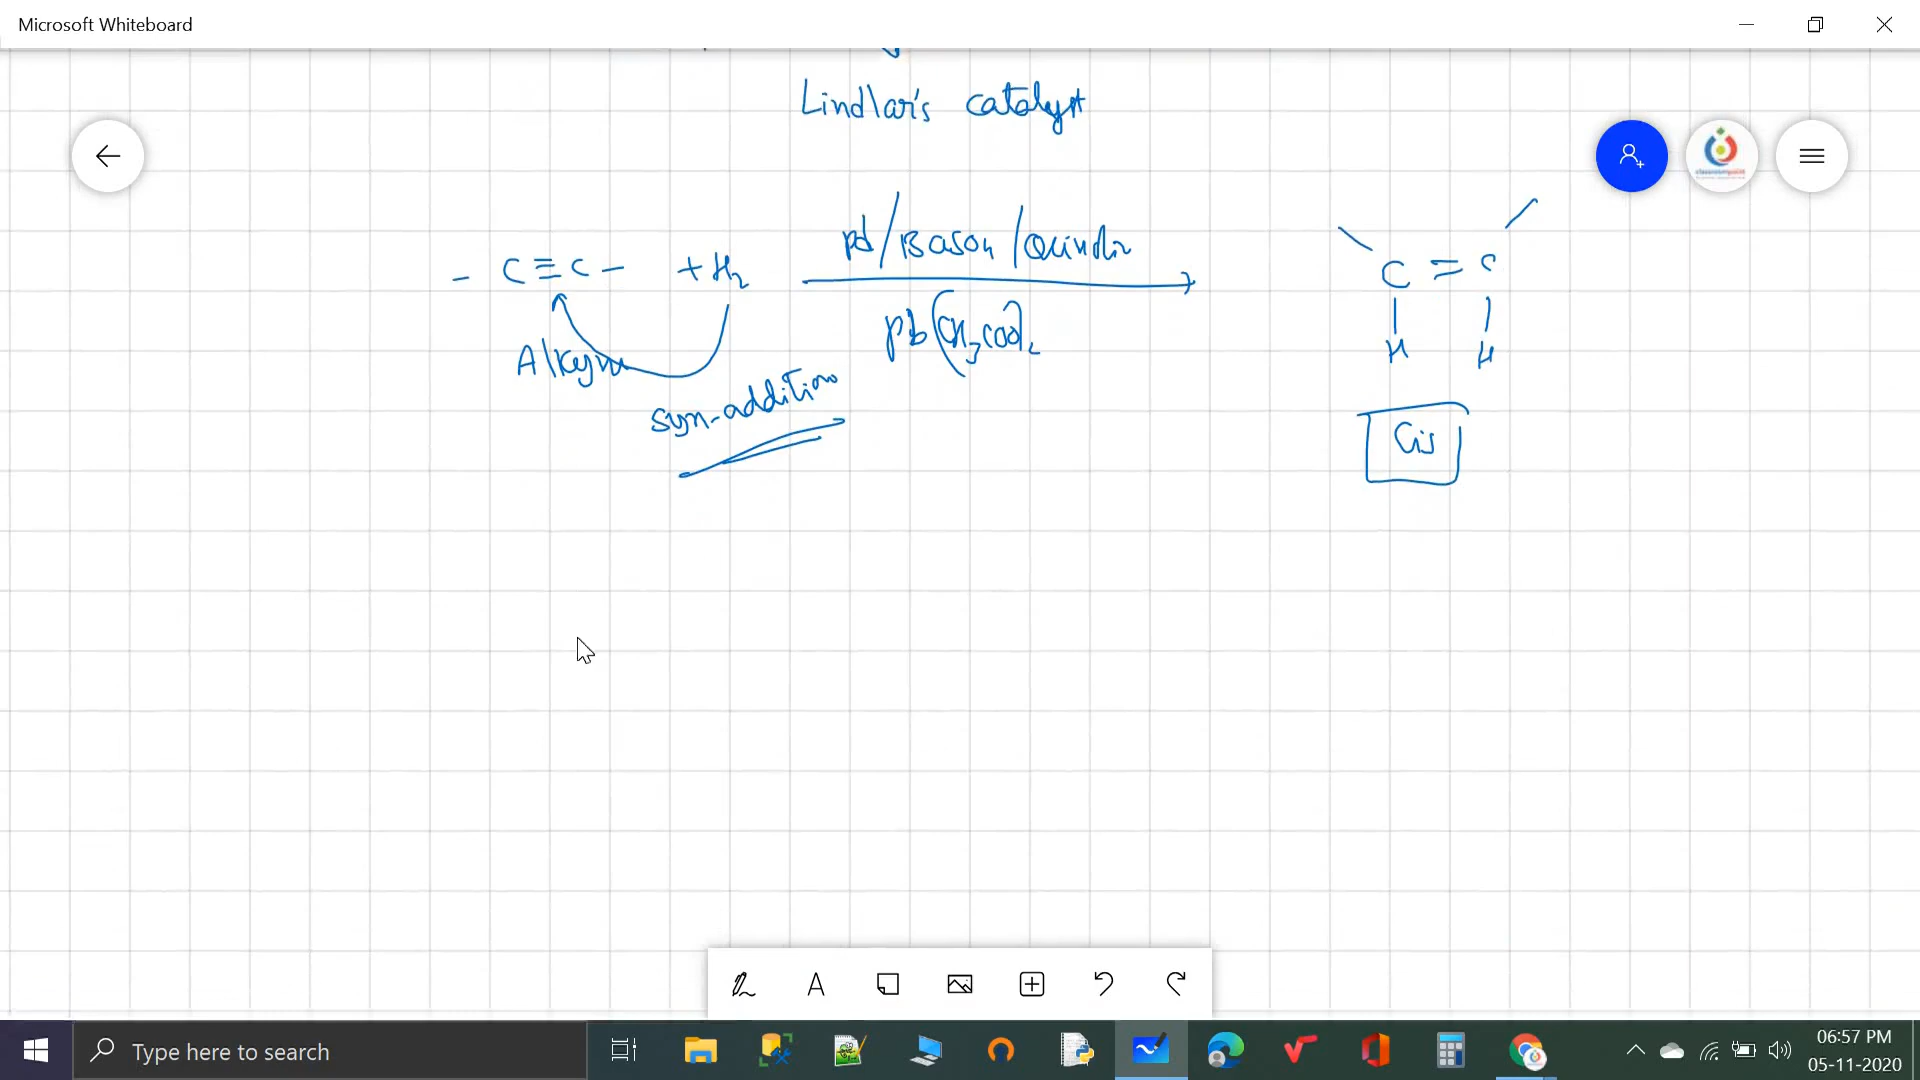 Microsoft Whiteboard
Lindlar's catalyst
- C≡C- +H2
pd/BaSO4/Quinolin
pb(CH3COO)2
Alkyne
syn-addition
C = C
H H
Cis
Type here to search
06:57 PM
05-11-2020